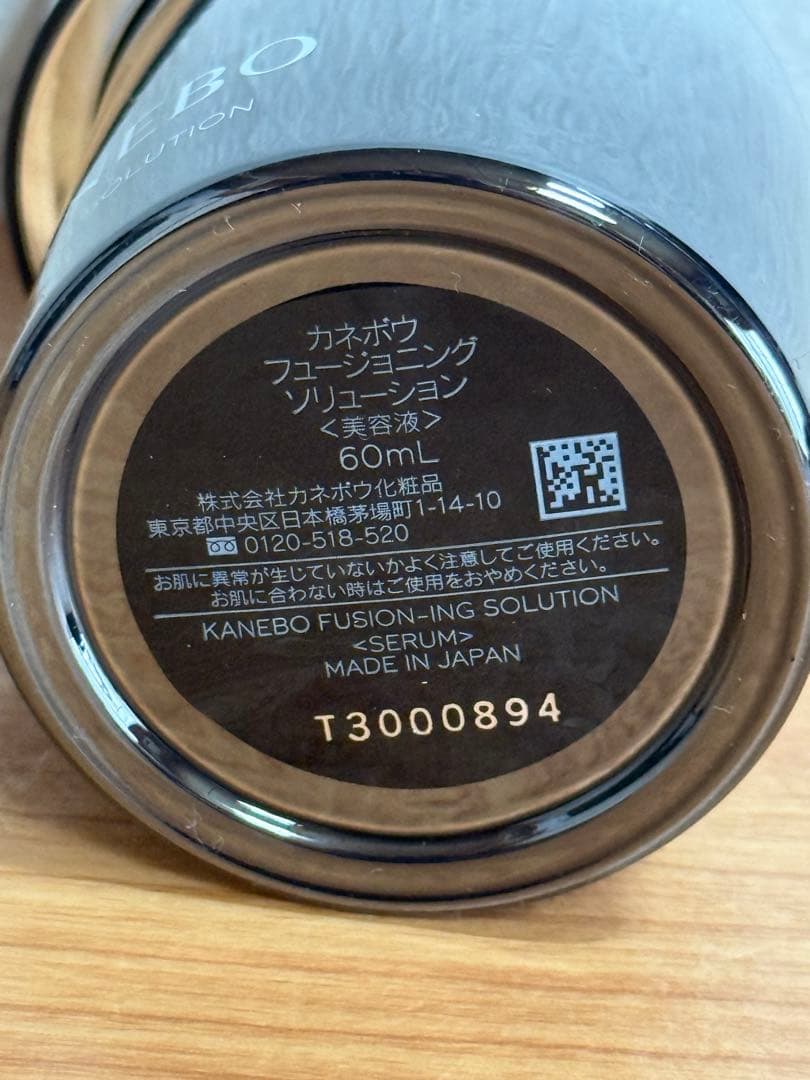 EBO
OLUTION
カネボウ
フュージョニング
ソリューション
<美容液>
60mL
株式会社カネボウ化粧品
東京都中央区日本橋茅場町1-14-10
0120-518-520
お肌に異常が生じていないかよく注意してご使用ください。
お肌に合わない時はご使用をおやめください。
KANEBO FUSION-ING SOLUTION
<SERUM>
MADE IN JAPAN
T3000894